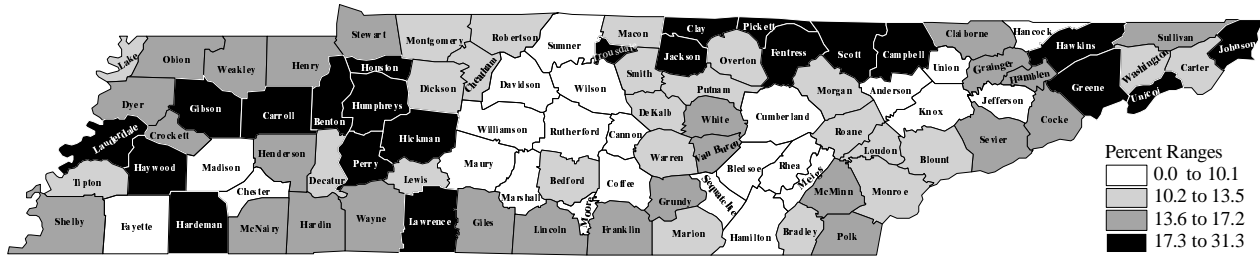 Lake
Obion
Weakley
Henry
Stewart
Montgomery
Robertson
Sumner
Macon
Trousdale
Clay
Pickett
Jackson
Overton
Fentress
Scott
Campbell
Claiborne
Hancock
Hawkins
Sullivan
Johnson
Washington
Carter
Unicoi
Greene
Hamblen
Grainger
Union
Houston
Cheatham
Dickson
Davidson
Wilson
Smith
Putnam
Morgan
Anderson
Knox
Jefferson
Cocke
Sevier
Dyer
Gibson
Carroll
Benton
Humphreys
Hickman
Williamson
Rutherford
Cannon
DeKalb
White
Cumberland
Roane
Loudon
Blount
Lauderdale
Crockett
Haywood
Madison
Henderson
Decatur
Perry
Lewis
Maury
Bedford
Coffee
Warren
Van Buren
Bledsoe
Rhea
Meigs
McMinn
Monroe
Tipton
Chester
Marshall
Moore
Grundy
Sequatchie
Shelby
Fayette
Hardeman
McNairy
Hardin
Wayne
Lawrence
Giles
Lincoln
Franklin
Marion
Hamilton
Bradley
Polk
Percent Ranges
0.0 to 10.1
10.2 to 13.5
13.6 to 17.2
17.3 to 31.3